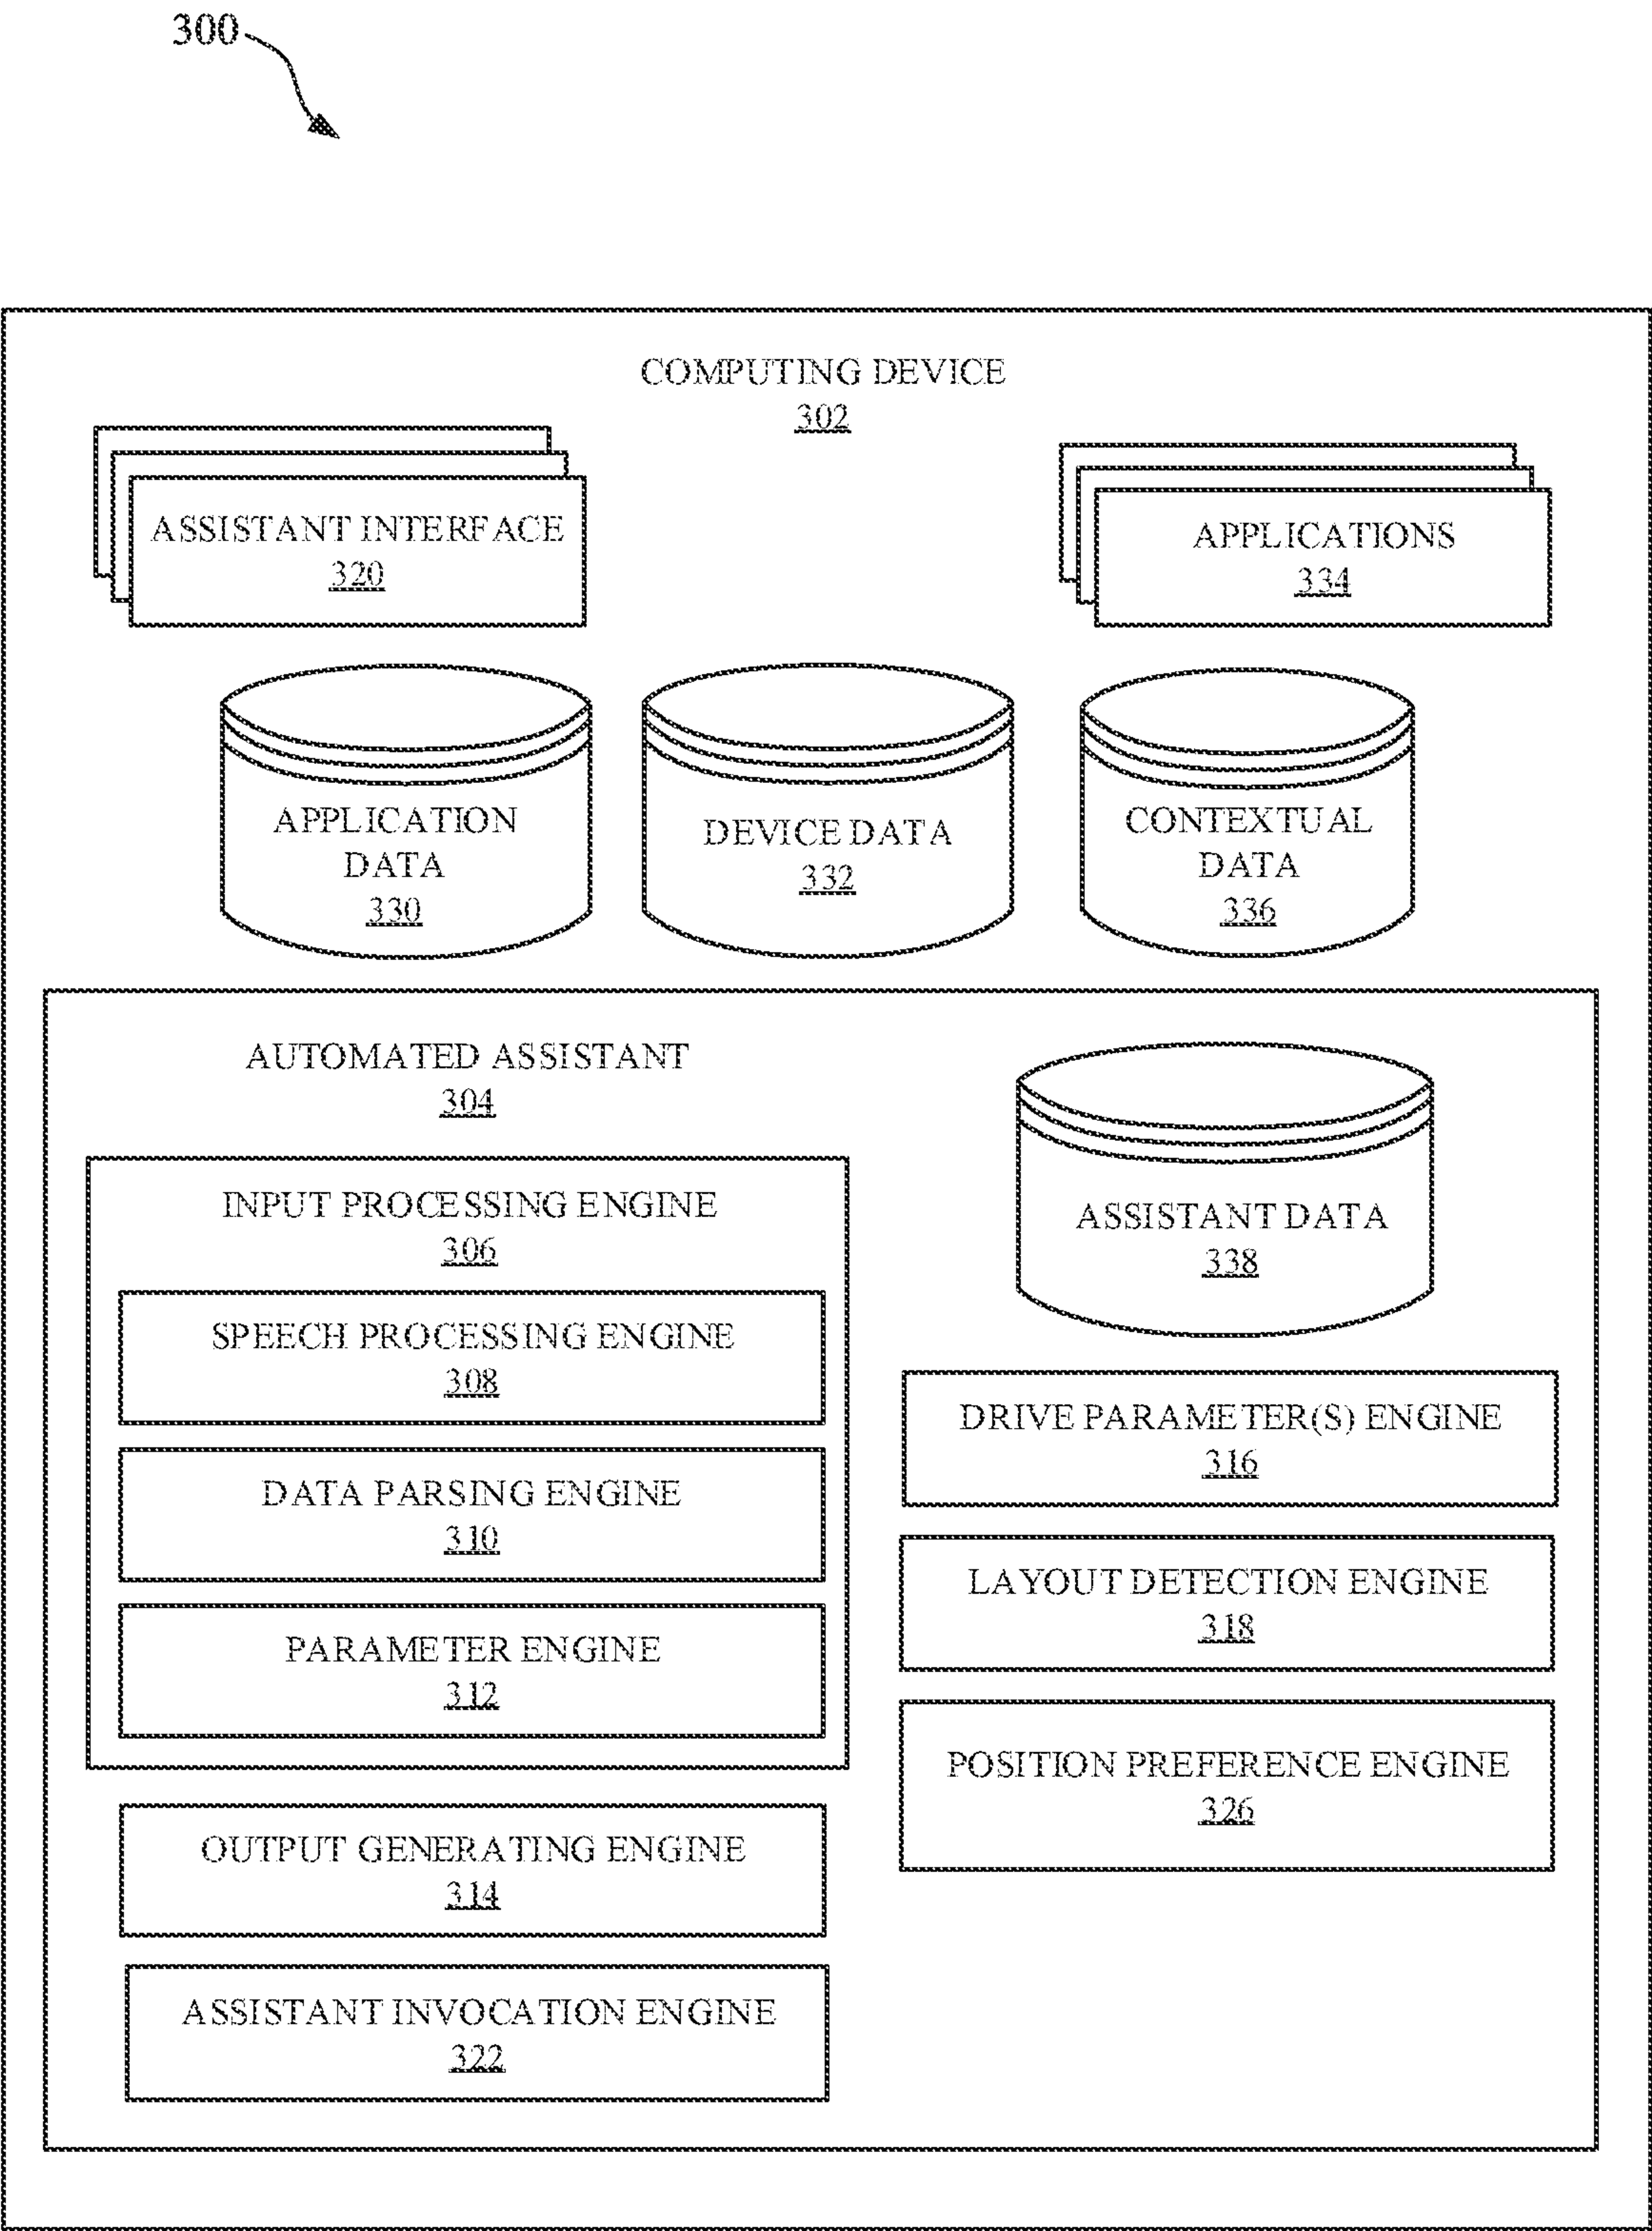 300
COMPUTING DEVICE
302
ASSISTANT INTERFACE
320
APPLICATIONS
334
APPLICATION
DATA
330
DEVICE DATA
332
CONTEXTUAL
DATA
336
AUTOMATED ASSISTANT
304
INPUT PROCESSING ENGINE
306
SPEECH PROCESSING ENGINE
308
DATA PARSING ENGINE
310
PARAMETER ENGINE
312
OUTPUT GENERATING ENGINE
314
ASSISTANT INVOCATION ENGINE
322
ASSISTANT DATA
338
DRIVE PARAMETER(S) ENGINE
316
LAYOUT DETECTION ENGINE
318
POSITION PREFERENCE ENGINE
326